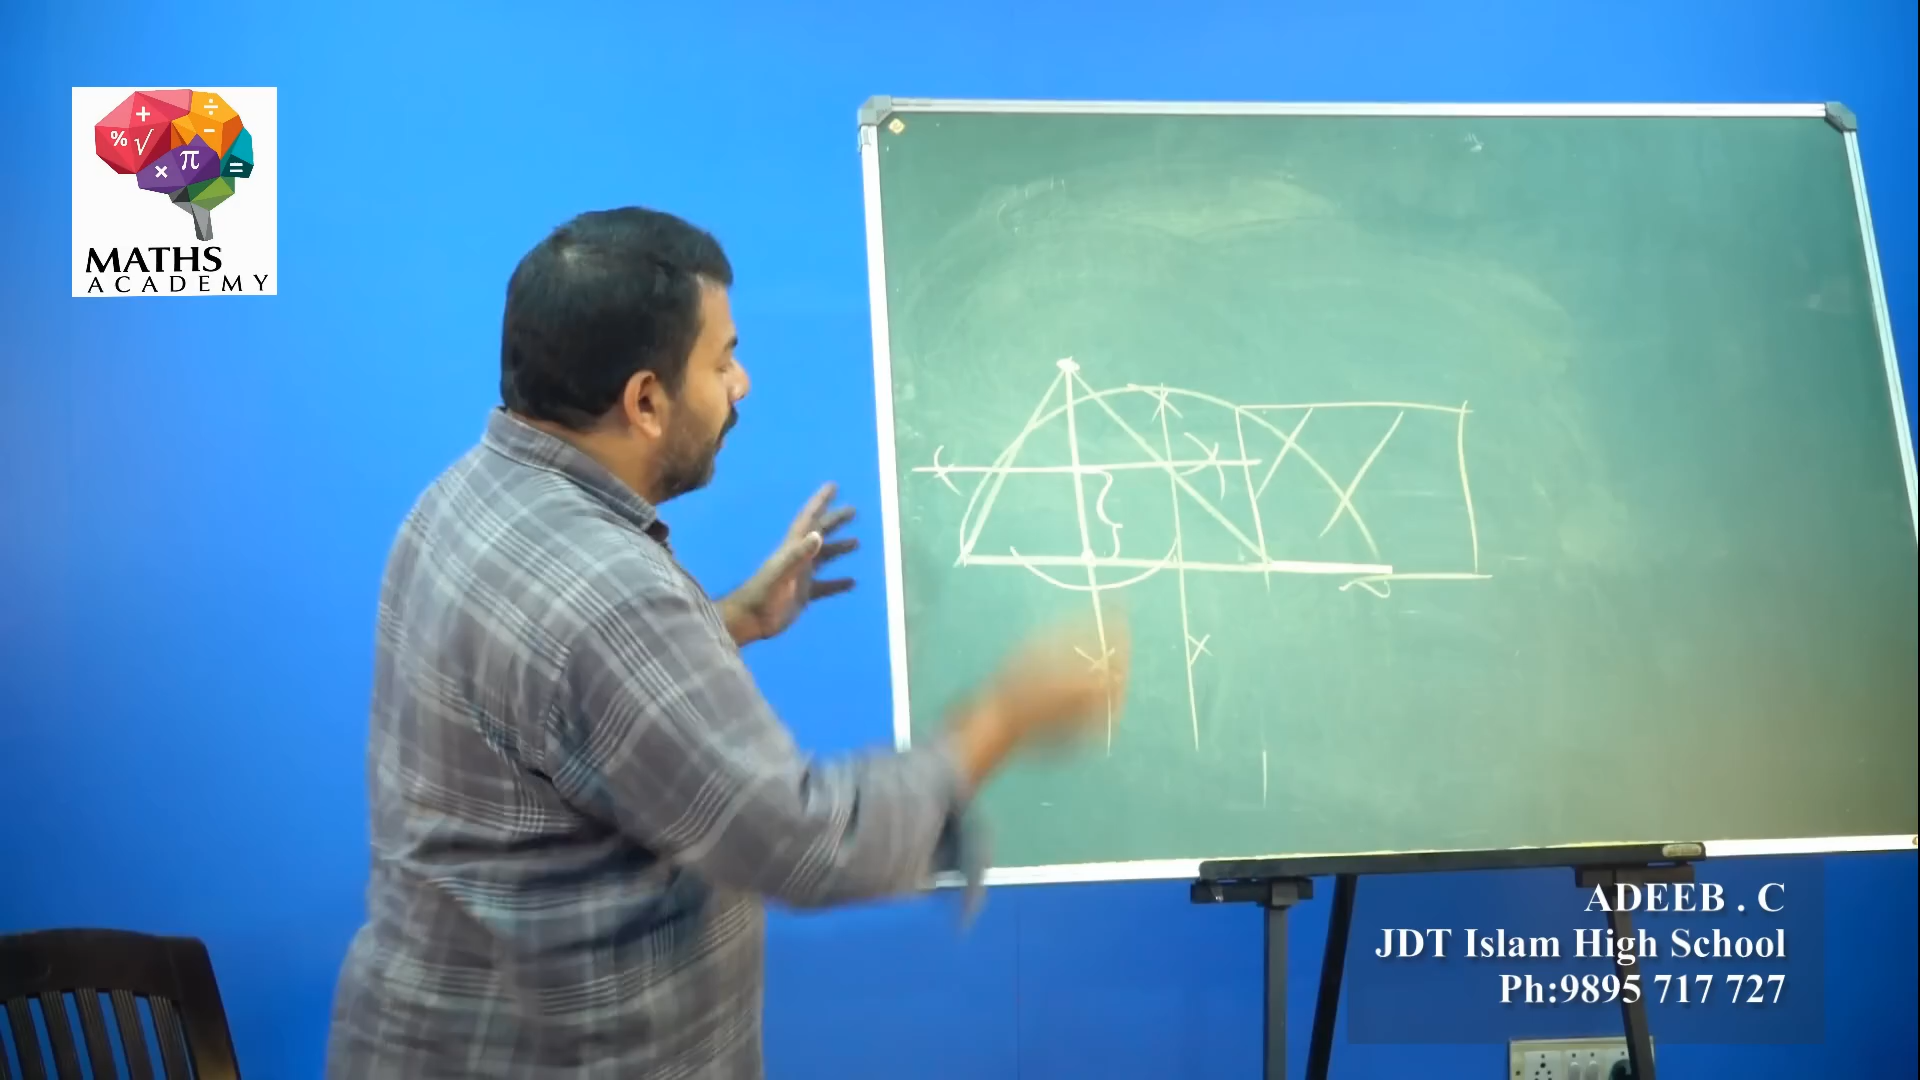 + ÷
% √ −
× π =
MATHS
ACADEMY
ADEEB . C
JDT Islam High School
Ph:9895 717 727